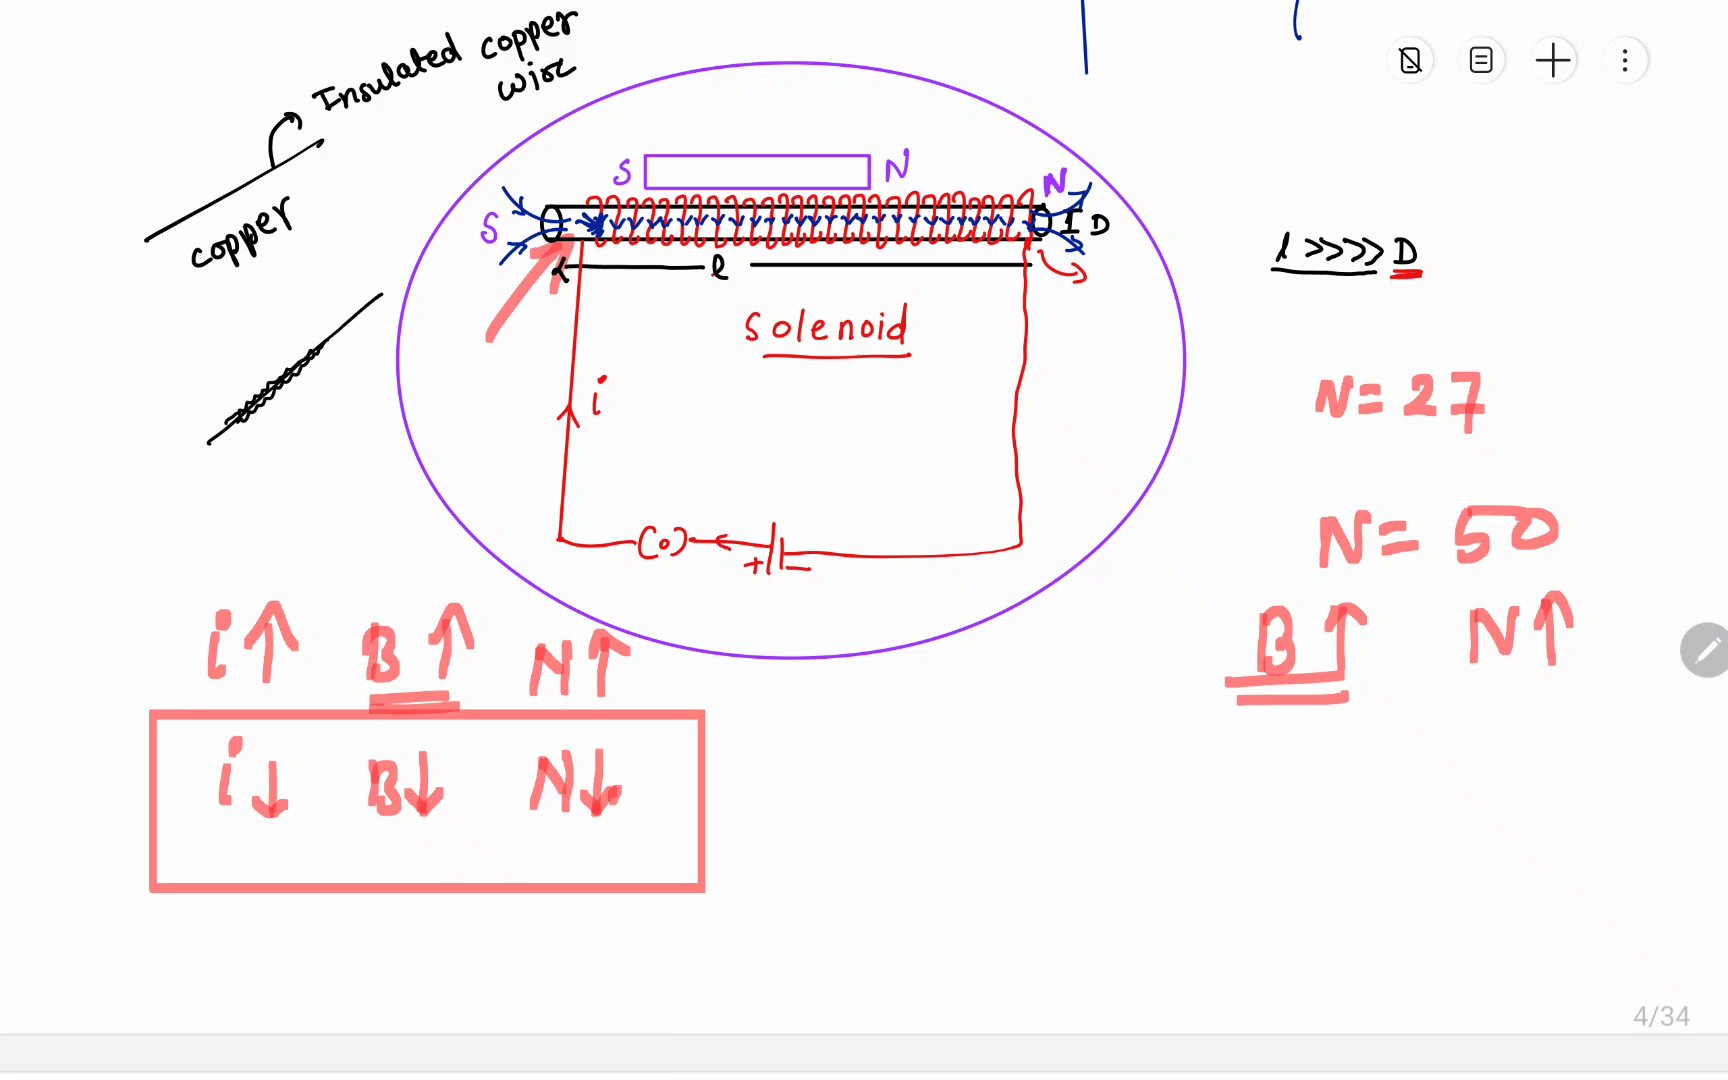 Insulated copper
wire
copper
S N
S N
D
l
l >>>> D
Solenoid
i
N = 27
(•)
+ -
N = 50
i↑ B↑ N↑
B↑ N↑
i↓ B↓ N↓
4/34